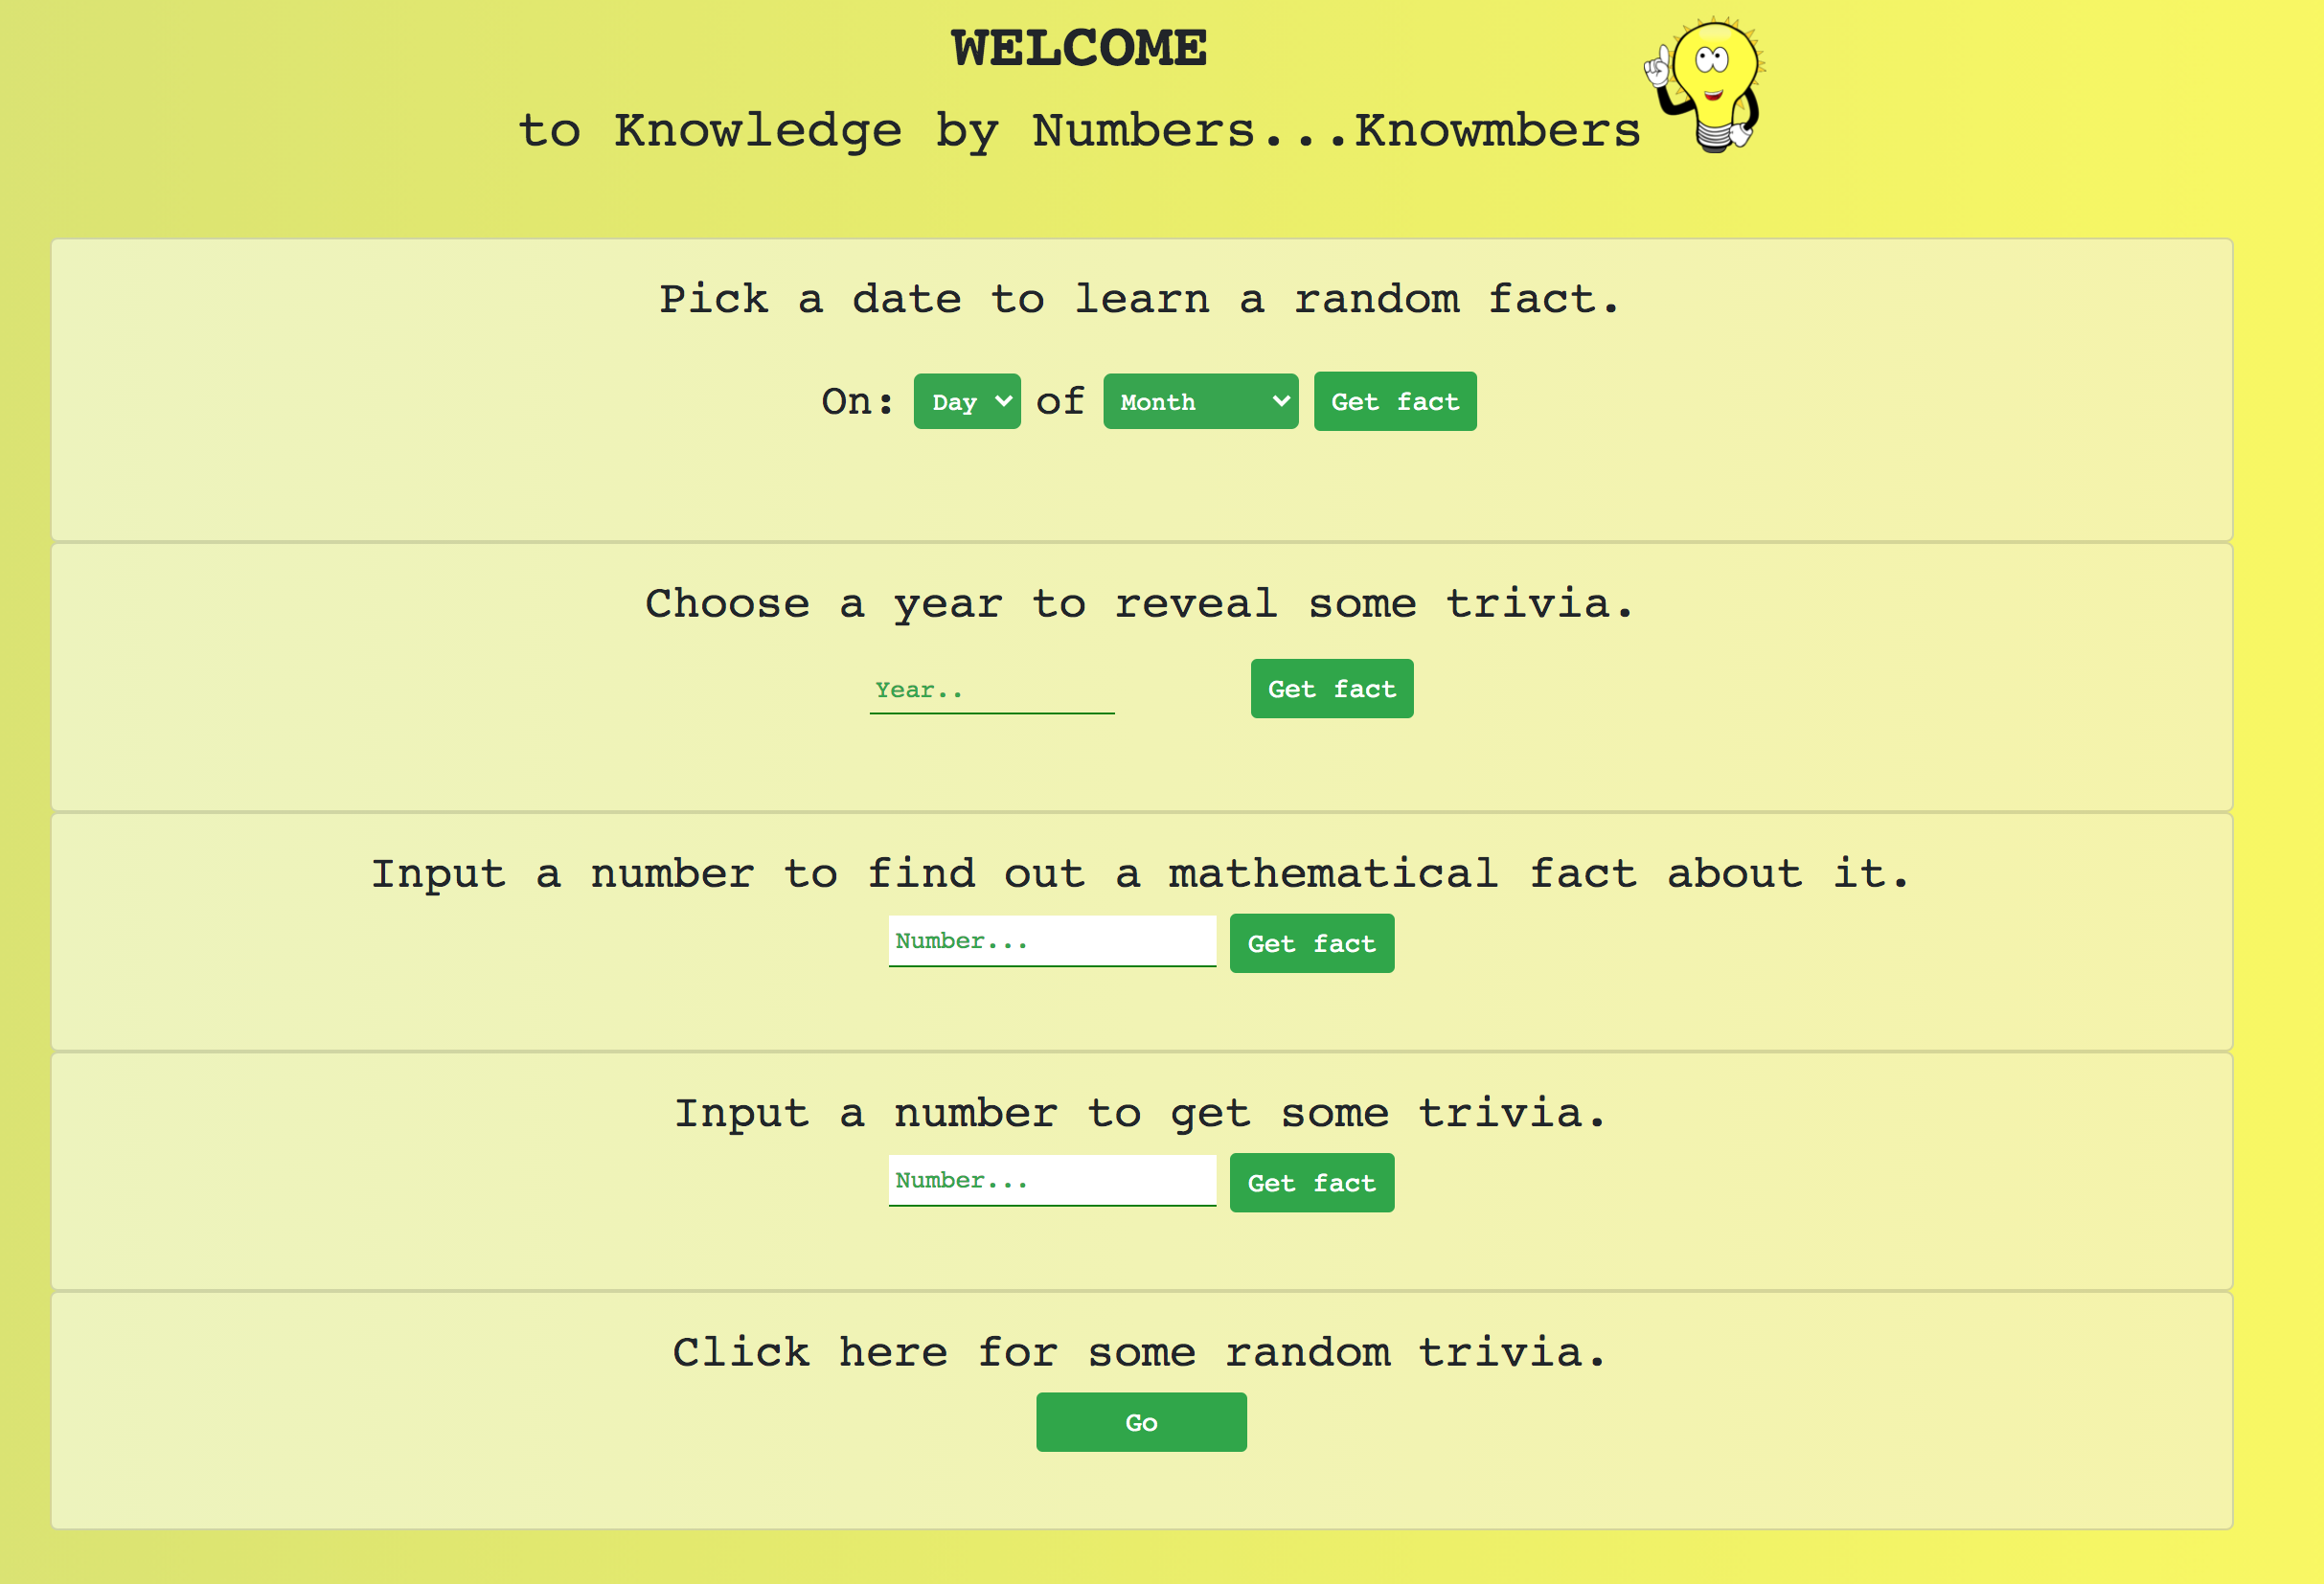 WELCOME
to Knowledge by Numbers...Knowmbers
Pick a date to learn a random fact.
On: Day of Month Get fact
Choose a year to reveal some trivia.
Year.. Get fact
Input a number to find out a mathematical fact about it.
Number... Get fact
Input a number to get some trivia.
Number... Get fact
Click here for some random trivia.
Go